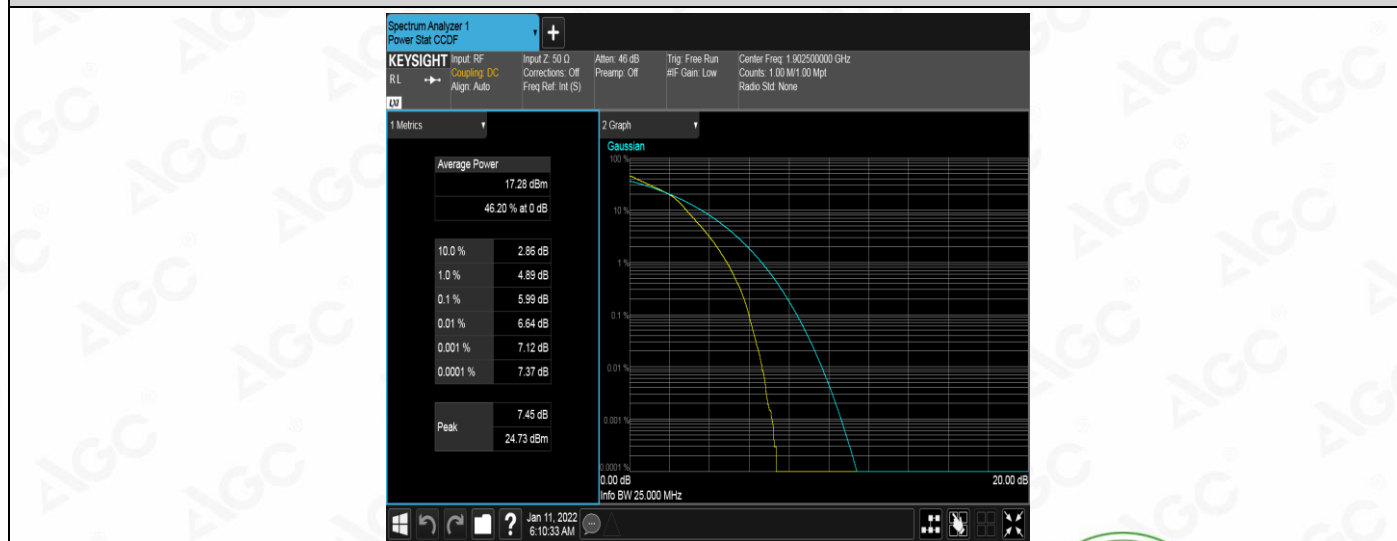 Spectrum Analyzer 1
Power Stat CCDF
+
KEYSIGHT
R L
LXI
Input: RF
Coupling: DC
Align: Auto
Input Z: 50 Ω
Corrections: Off
Freq Ref: Int (S)
Atten: 46 dB
Preamp: Off
Trig: Free Run
#IF Gain: Low
Center Freq: 1.902500000 GHz
Counts: 1.00 M/1.00 Mpt
Radio Std: None
1 Metrics
Average Power
17.28 dBm
46.20 % at 0 dB
10.0 % 2.86 dB
1.0 % 4.89 dB
0.1 % 5.99 dB
0.01 % 6.64 dB
0.001 % 7.12 dB
0.0001 % 7.37 dB
Peak
7.45 dB
24.73 dBm
2 Graph
Gaussian
100 %
10 %
1 %
0.1 %
0.01 %
0.001 %
0.0001 %
0.00 dB
20.00 dB
Info BW 25.000 MHz
?
Jan 11, 2022
6:10:33 AM
AGC